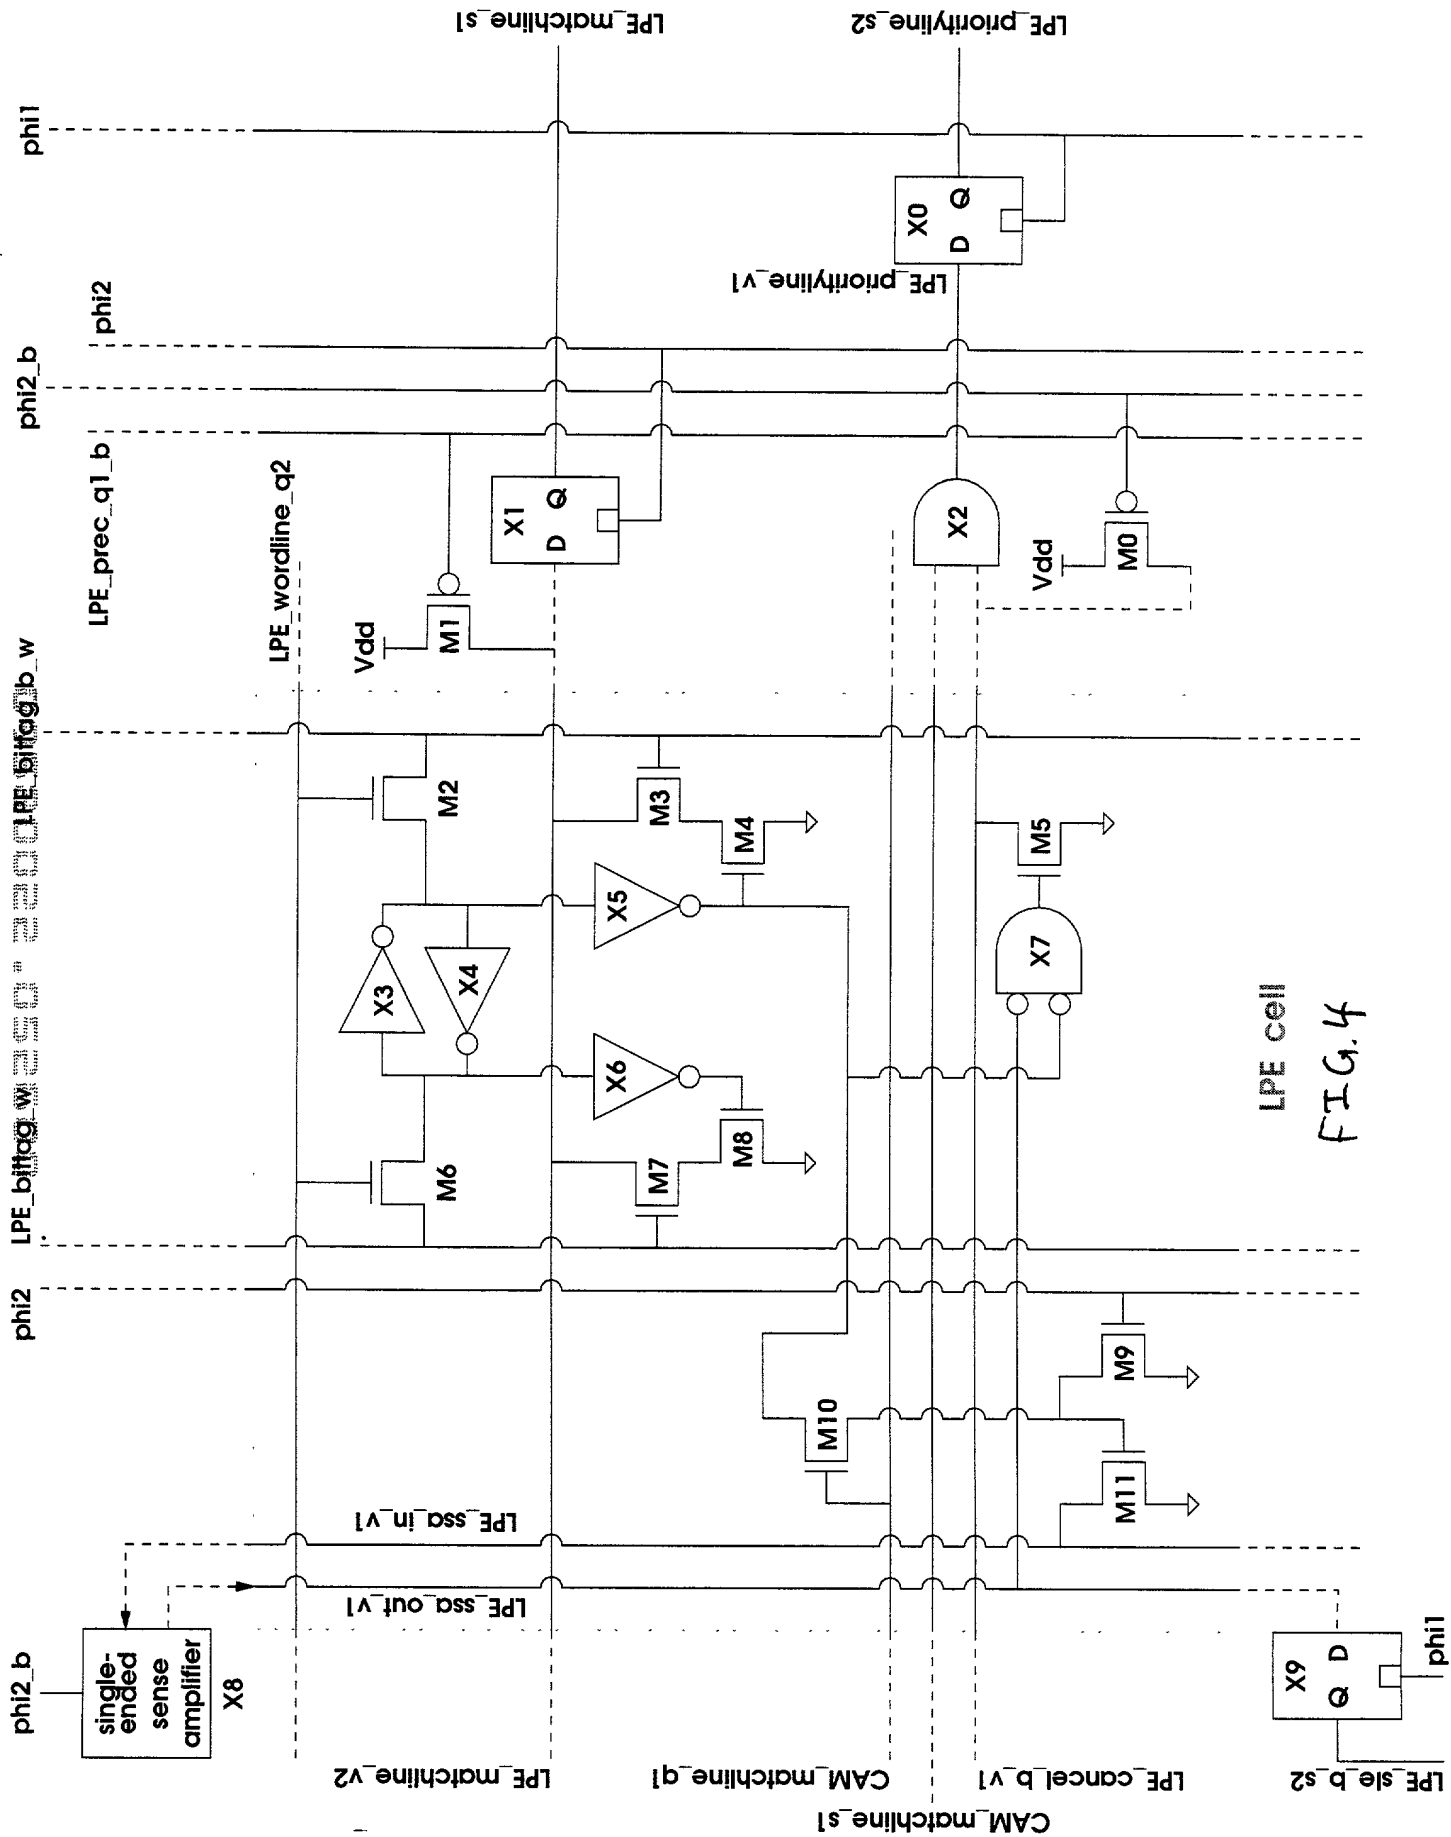 phi2_b
single-ended sense amplifier
X8
phi2
LPE_bittag_w
LPE_bittag_b_w
LPE_prec_q1_b
phi2_b
phi2
phi1
LPE_wordline_q2
LPE_matchline_s1
LPE_priorityline_s2
LPE_ssa_in_v1
LPE_ssa_out_v1
LPE_matchline_v2
CAM_matchline_q1
CAM_matchline_s1
LPE_cancel_b_v1
LPE_sle_b_s2
LPE_priorityline_v1
Vdd
M1
X1
D Q
M2
M6
X3
X4
X5
X6
M3
M4
M7
M8
M10
X2
X0
D Q
Vdd
M0
M5
X7
M9
M11
X9
Q D
phi1
LPE cell
FIG.4